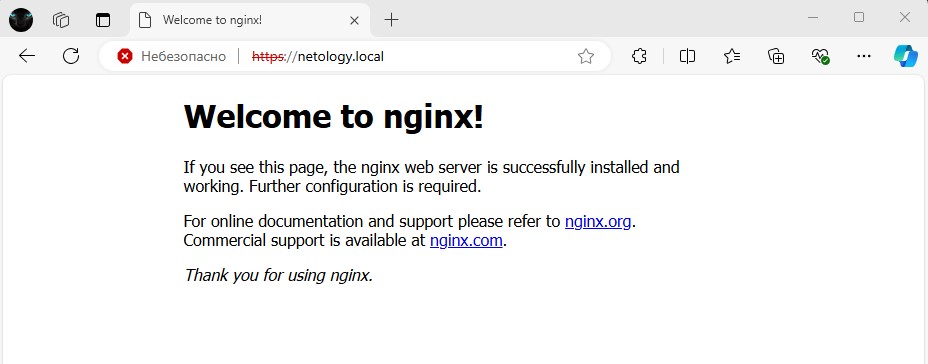 Welcome to nginx!
Небезопасно https://netology.local
Welcome to nginx!
If you see this page, the nginx web server is successfully installed and
working. Further configuration is required.
For online documentation and support please refer to nginx.org.
Commercial support is available at nginx.com.
Thank you for using nginx.